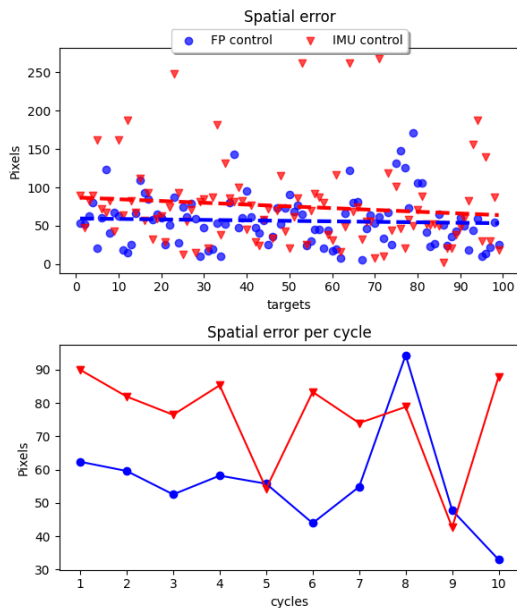 Spatial error
FP control
IMU control
Pixels
250
200
150
100
50
0
0 10 20 30 40 50 60 70 80 90 100
targets
Spatial error per cycle
Pixels
90
80
70
60
50
40
30
1 2 3 4 5 6 7 8 9 10
cycles